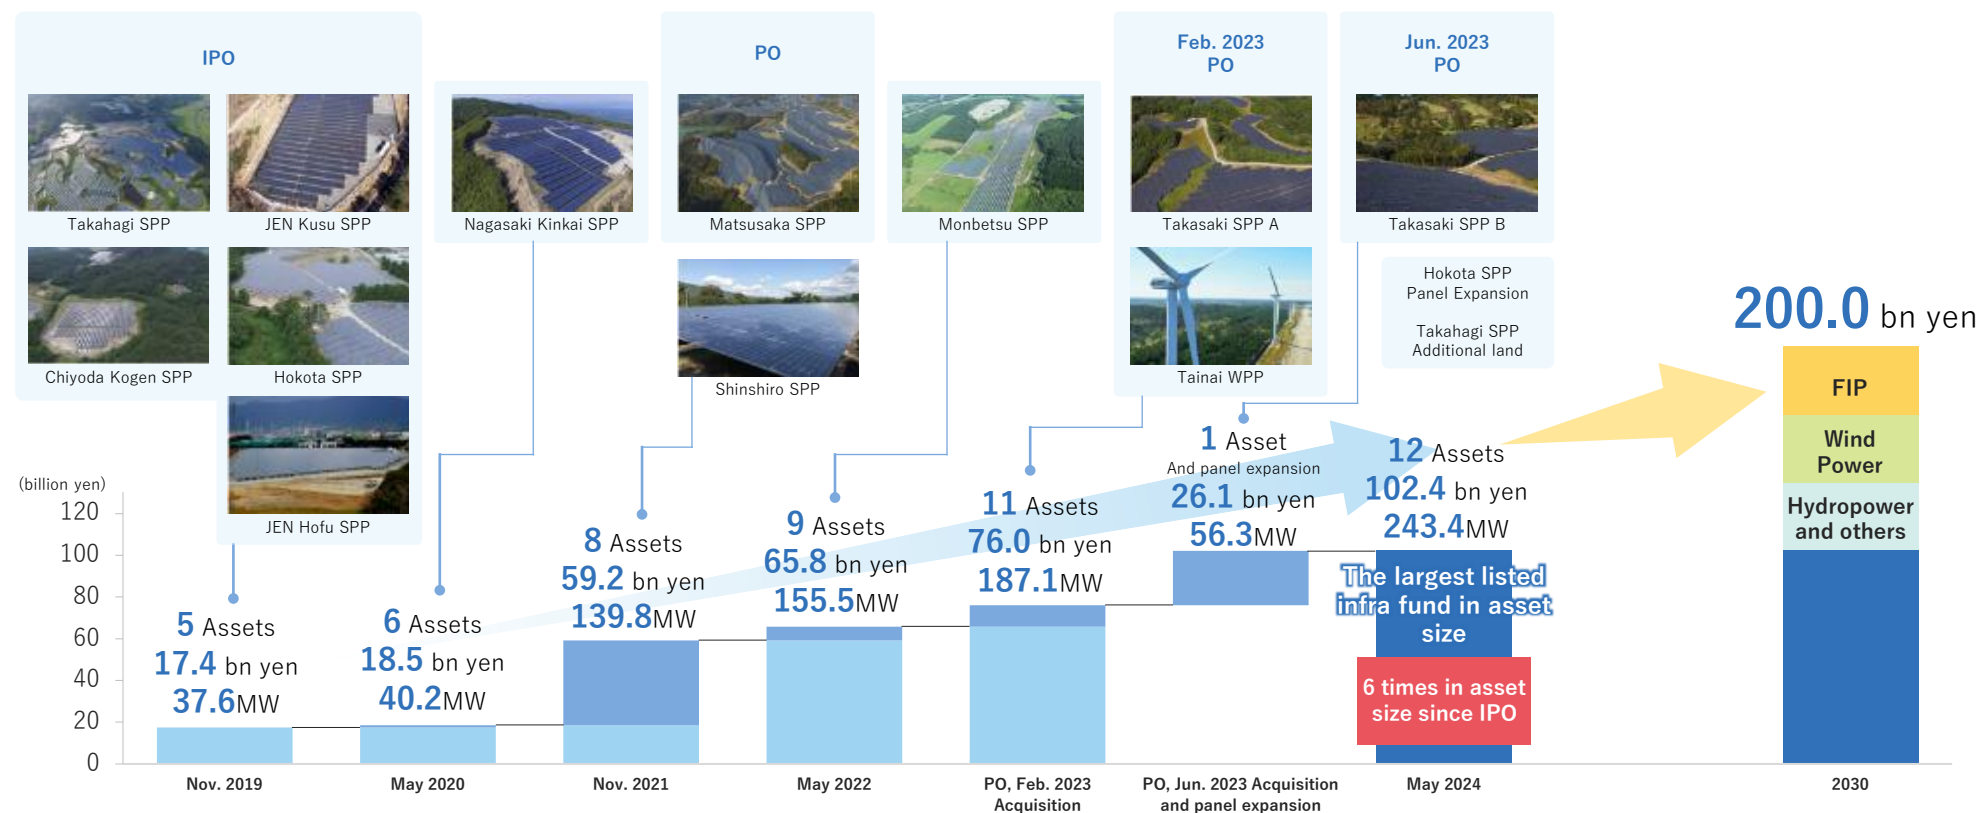 IPO
Takahagi SPP
JEN Kusu SPP
Chiyoda Kogen SPP
Hokota SPP
JEN Hofu SPP
Nagasaki Kinkai SPP
PO
Matsusaka SPP
Shinshiro SPP
Monbetsu SPP
Feb. 2023
PO
Takasaki SPP A
Tainai WPP
Jun. 2023
PO
Takasaki SPP B
Hokota SPP
Panel Expansion
Takahagi SPP
Additional land
(billion yen)
120
100
80
60
40
20
0
5 Assets
17.4 bn yen
37.6MW
Nov. 2019
6 Assets
18.5 bn yen
40.2MW
May 2020
8 Assets
59.2 bn yen
139.8MW
Nov. 2021
9 Assets
65.8 bn yen
155.5MW
May 2022
11 Assets
76.0 bn yen
187.1MW
PO, Feb. 2023
Acquisition
1 Asset
And panel expansion
26.1 bn yen
56.3MW
PO, Jun. 2023 Acquisition
and panel expansion
12 Assets
102.4 bn yen
243.4MW
The largest listed
infra fund in asset
size
6 times in asset
size since IPO
May 2024
200.0 bn yen
FIP
Wind
Power
Hydropower
and others
2030